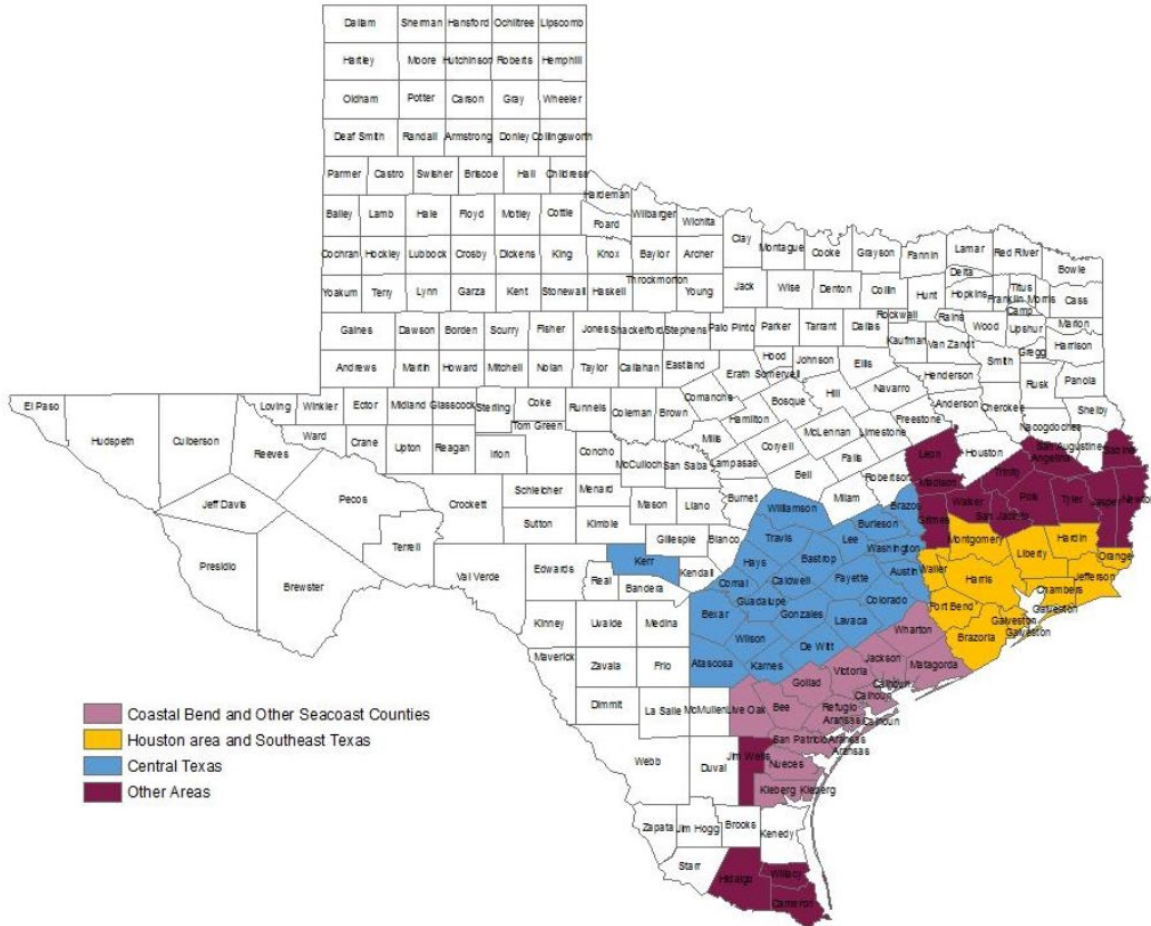 Dallam Sherman Hansford Ochiltree Lipscomb
Hartley Moore Hutchinson Roberts Hemphill
Oldham Potter Carson Gray Wheeler
Deaf Smith Randall Armstrong Donley Collingsworth
Parmer Castro Swisher Briscoe Hall Childress
Hardeman
Bailey Lamb Hale Floyd Motley Cottle Foard Wilbarger Wichita
Clay Montague Cooke Grayson Fannin Lamar Red River Bowie
Cochran Hockley Lubbock Crosby Dickens King Knox Baylor Archer
Delta Titus
Throckmorton
Yoakum Terry Lynn Garza Kent Stonewall Haskell Young Jack Wise Denton Collin Hunt Hopkins Franklin Morris Cass
Camp
Rockwall Rains
Gaines Dawson Borden Scurry Fisher Jones Shackelford Stephens Palo Pinto Parker Tarrant Dallas Kaufman Van Zandt Wood Upshur Marion
Harrison
Gregg
Andrews Martin Howard Mitchell Nolan Taylor Callahan Eastland Erath Hood Somervell Johnson Ellis Henderson Smith Rusk Panola
El Paso Hudspeth Culberson Loving Winkler Ector Midland Glasscock Sterling Coke Runnels Coleman Brown Comanche Bosque Hill Navarro Anderson Cherokee Shelby
Reeves Ward Crane Upton Reagan Irion Tom Green Concho McCulloch San Saba Mills Hamilton Coryell McLennan Limestone Freestone Nacogdoches
San Augustine
Lampasas Bell Falls Robertson Leon Houston Angelina Sabine
Jeff Davis Pecos Crockett Schleicher Menard Mason Llano Burnet Milam Madison Trinity
Williamson Brazos Walker Polk Tyler Jasper Newton
Sutton Kimble Gillespie Blanco Travis Lee Burleson Grimes San Jacinto
Presidio Brewster Terrell Val Verde Edwards Kerr Kendall Hays Bastrop Washington Montgomery Liberty Hardin Orange
Real Bandera Comal Caldwell Fayette Austin Waller Harris Chambers Jefferson
Kinney Uvalde Medina Bexar Guadalupe Gonzales Colorado Fort Bend Galveston
Galveston
Galveston
Wilson Lavaca Wharton Brazoria
Maverick Zavala Frio Atascosa Karnes De Witt Jackson Matagorda
Victoria
Goliad Calhoun
Dimmit La Salle McMullen Live Oak Bee Refugio Calhoun
Aransas Calhoun
Coastal Bend and Other Seacoast Counties
Houston area and Southeast Texas
Central Texas
Other Areas
San Patricio Aransas
Aransas
Webb Duval Jim Wells Nueces
Kleberg Kleberg
Zapata Jim Hogg Brooks Kenedy
Starr Hidalgo Willacy
Cameron